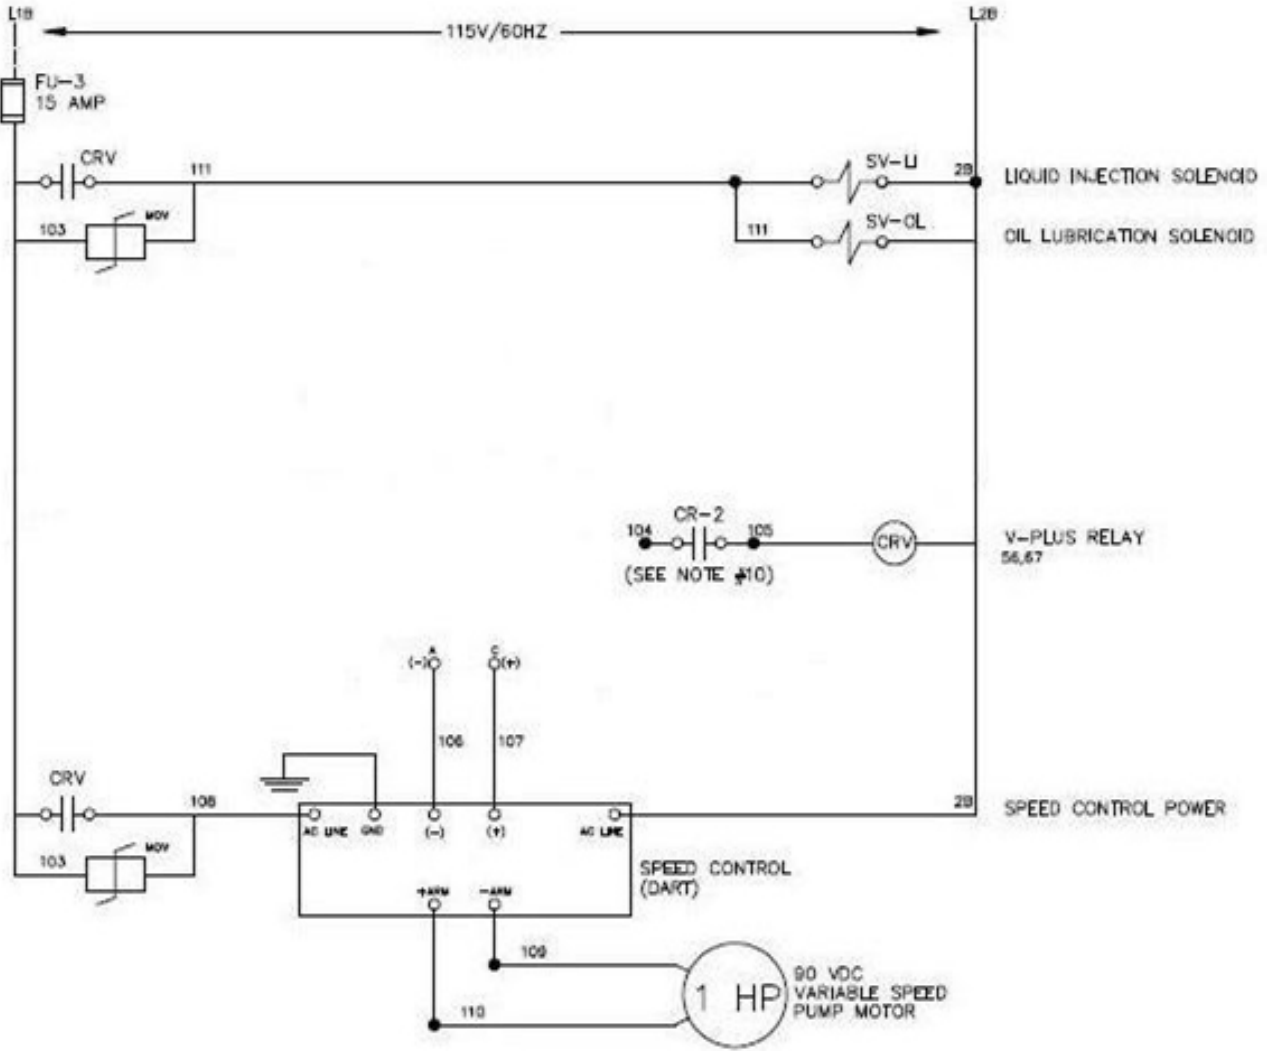 L1B
L2B
115V/60HZ
FU-3
15 AMP
CRV
111
SV-LI
2B
LIQUID INJECTION SOLENOID
103
MOV
111
SV-OL
OIL LUBRICATION SOLENOID
104
CR-2
105
CRV
V-PLUS RELAY
56,67
(SEE NOTE #10)
(-)
A
C
(+)
106
107
CRV
108
2B
SPEED CONTROL POWER
AC LINE
GND
(-)
(+)
AC LINE
103
MOV
SPEED CONTROL
(DART)
+ARM
-ARM
109
110
1 HP
90 VDC
VARIABLE SPEED
PUMP MOTOR